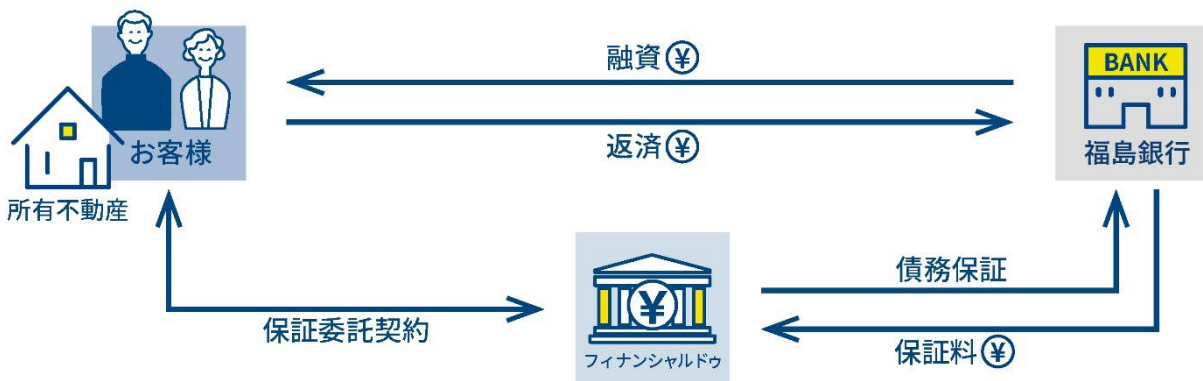 融資¥
BANK
返済¥
お客様
福島銀行
所有不動産
債務保証
保証委託契約
¥
フィナンシャルドゥ
保証料¥